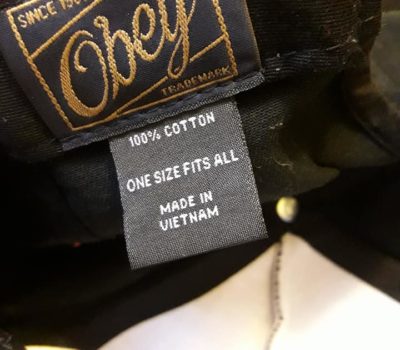 SINCE
Obey
TRADEMARK
100% COTTON
ONE SIZE FITS ALL
MADE IN
VIETNAM